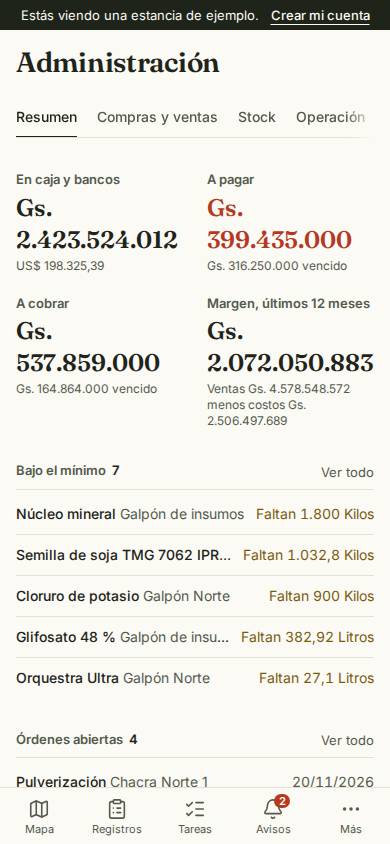 Estás viendo una estancia de ejemplo. Crear mi cuenta
Administración
Resumen Compras y ventas Stock Operación
En caja y bancos
Gs.
2.423.524.012
US$ 198.325,39
A pagar
Gs.
399.435.000
Gs. 316.250.000 vencido
A cobrar
Gs.
537.859.000
Gs. 164.864.000 vencido
Margen, últimos 12 meses
Gs.
2.072.050.883
Ventas Gs. 4.578.548.572
menos costos Gs.
2.506.497.689
Bajo el mínimo 7 Ver todo
Núcleo mineral Galpón de insumos Faltan 1.800 Kilos
Semilla de soja TMG 7062 IPR... Faltan 1.032,8 Kilos
Cloruro de potasio Galpón Norte Faltan 900 Kilos
Glifosato 48 % Galpón de insu... Faltan 382,92 Litros
Orquestra Ultra Galpón Norte Faltan 27,1 Litros
Órdenes abiertas 4 Ver todo
Pulverización Chacra Norte 1 20/11/2026
2
Mapa Registros Tareas Avisos Más